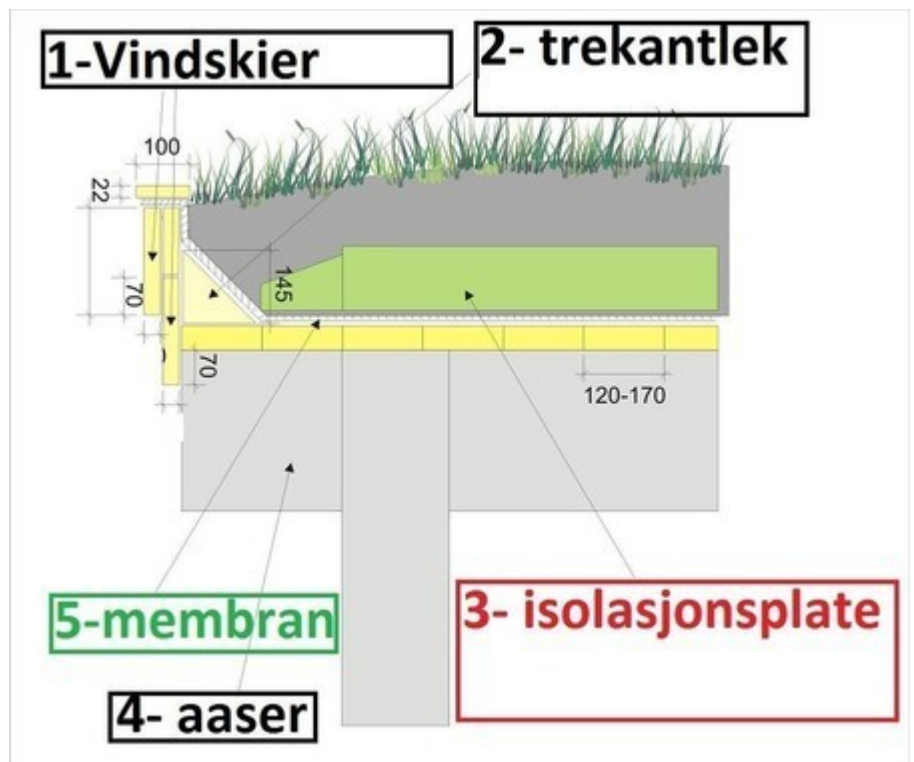 1-Vindskier
2- trekantlek
100
22
145
70
70
120-170
5-membran
3- isolasjonsplate
4- aaser